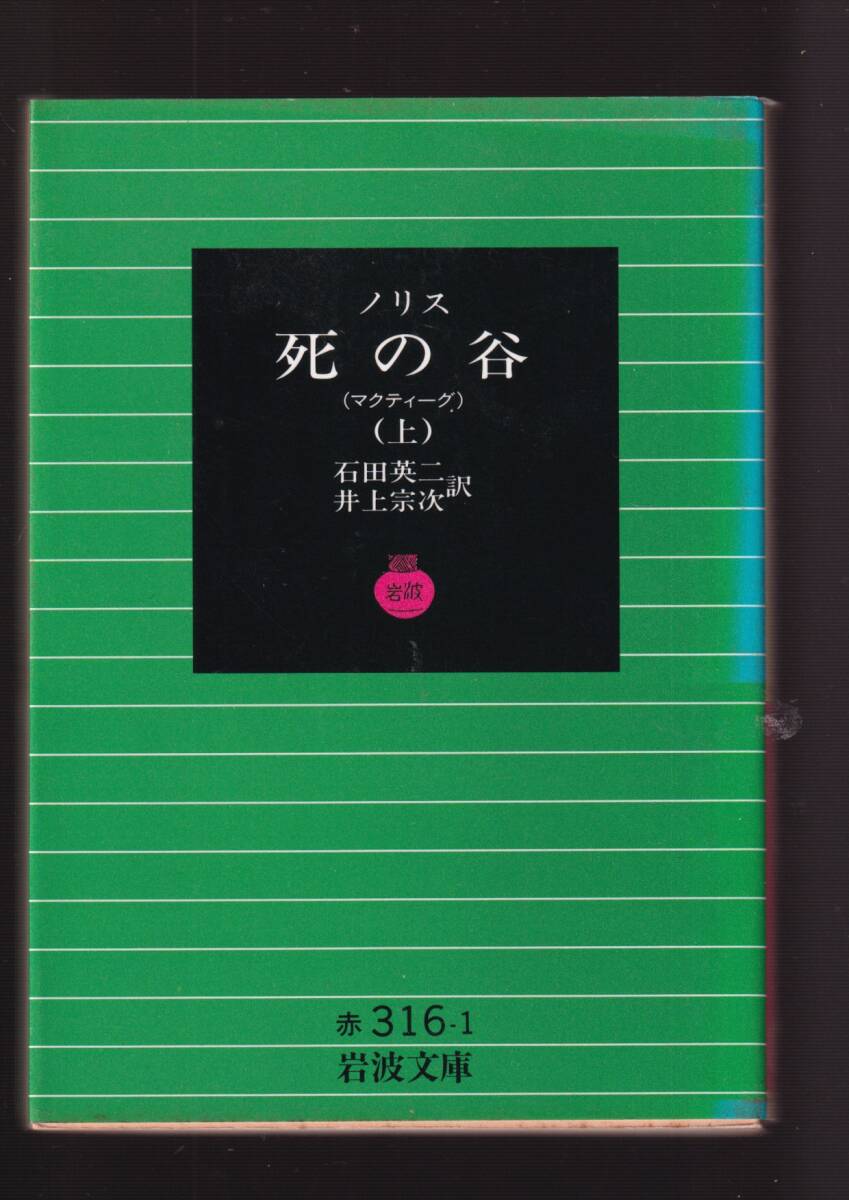 ノリス
死の谷
(マクティーグ)
(上)
石田英二
井上宗次 訳
岩波
赤 316-1
岩波文庫